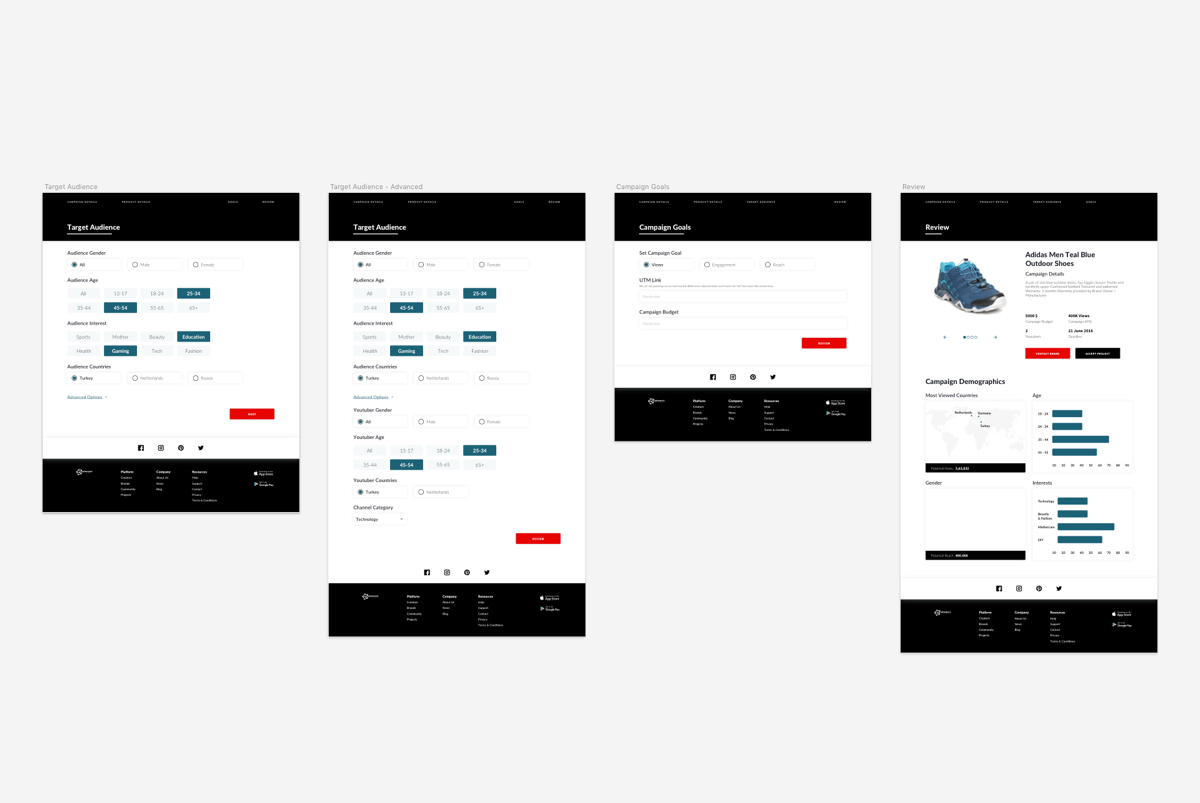 Target Audience
CAMPAIGN DETAILS PRODUCT DETAILS GOALS REVIEW
Target Audience
Audience Gender
All Male Female
Audience Age
All 13-17 18-24 25-34
35-44 45-54 55-65 65+
Audience Interest
Sports Mother Beauty Education
Health Gaming Tech Fashion
Audience Countries
Turkey Netherlands Russia
Advanced Options
NEXT
Platform Company Resources
Creators About Us Help
Brands News Support
Community Blog Contact
Projects Privacy
Terms & Conditions
App Store
Google Play
Target Audience - Advanced
CAMPAIGN DETAILS PRODUCT DETAILS GOALS REVIEW
Target Audience
Audience Gender
All Male Female
Audience Age
All 13-17 18-24 25-34
35-44 45-54 55-65 65+
Audience Interest
Sports Mother Beauty Education
Health Gaming Tech Fashion
Audience Countries
Turkey Netherlands Russia
Advanced Options
Youtuber Gender
All Male Female
Youtuber Age
All 13-17 18-24 25-34
35-44 45-54 55-65 65+
Youtuber Countries
Turkey Netherlands
Channel Category
Technology
REVIEW
Platform Company Resources
Creators About Us Help
Brands News Support
Community Blog Contact
Projects Privacy
Terms & Conditions
App Store
Google Play
Campaign Goals
CAMPAIGN DETAILS PRODUCT DETAILS TARGET AUDIENCE REVIEW
Campaign Goals
Set Campaign Goal
Views Engagement Reach
UTM Link
Campaign Budget
REVIEW
Platform Company Resources
Creators About Us Help
Brands News Support
Community Blog Contact
Projects Privacy
Terms & Conditions
App Store
Google Play
Review
CAMPAIGN DETAILS PRODUCT DETAILS TARGET AUDIENCE GOALS
Review
Adidas Men Teal Blue
Outdoor Shoes
Campaign Details
5000 $ 400K Views
Campaign Budget Campaign KPIs
2 21 June 2018
Youtubers Deadline
CONTACT BRAND ACCEPT PROJECT
Campaign Demographics
Most Viewed Countries
Netherlands Germany
Turkey
Age
18 - 24
24 - 34
35 - 44
45 - 54
10 20 30 40 50 60 70 80 90
Gender
Interests
Technology
Beauty
& Fashion
Mothercare
DIY
10 20 30 40 50 60 70 80 90
Platform Company Resources
Creators About Us Help
Brands News Support
Community Blog Contact
Projects Privacy
Terms & Conditions
App Store
Google Play